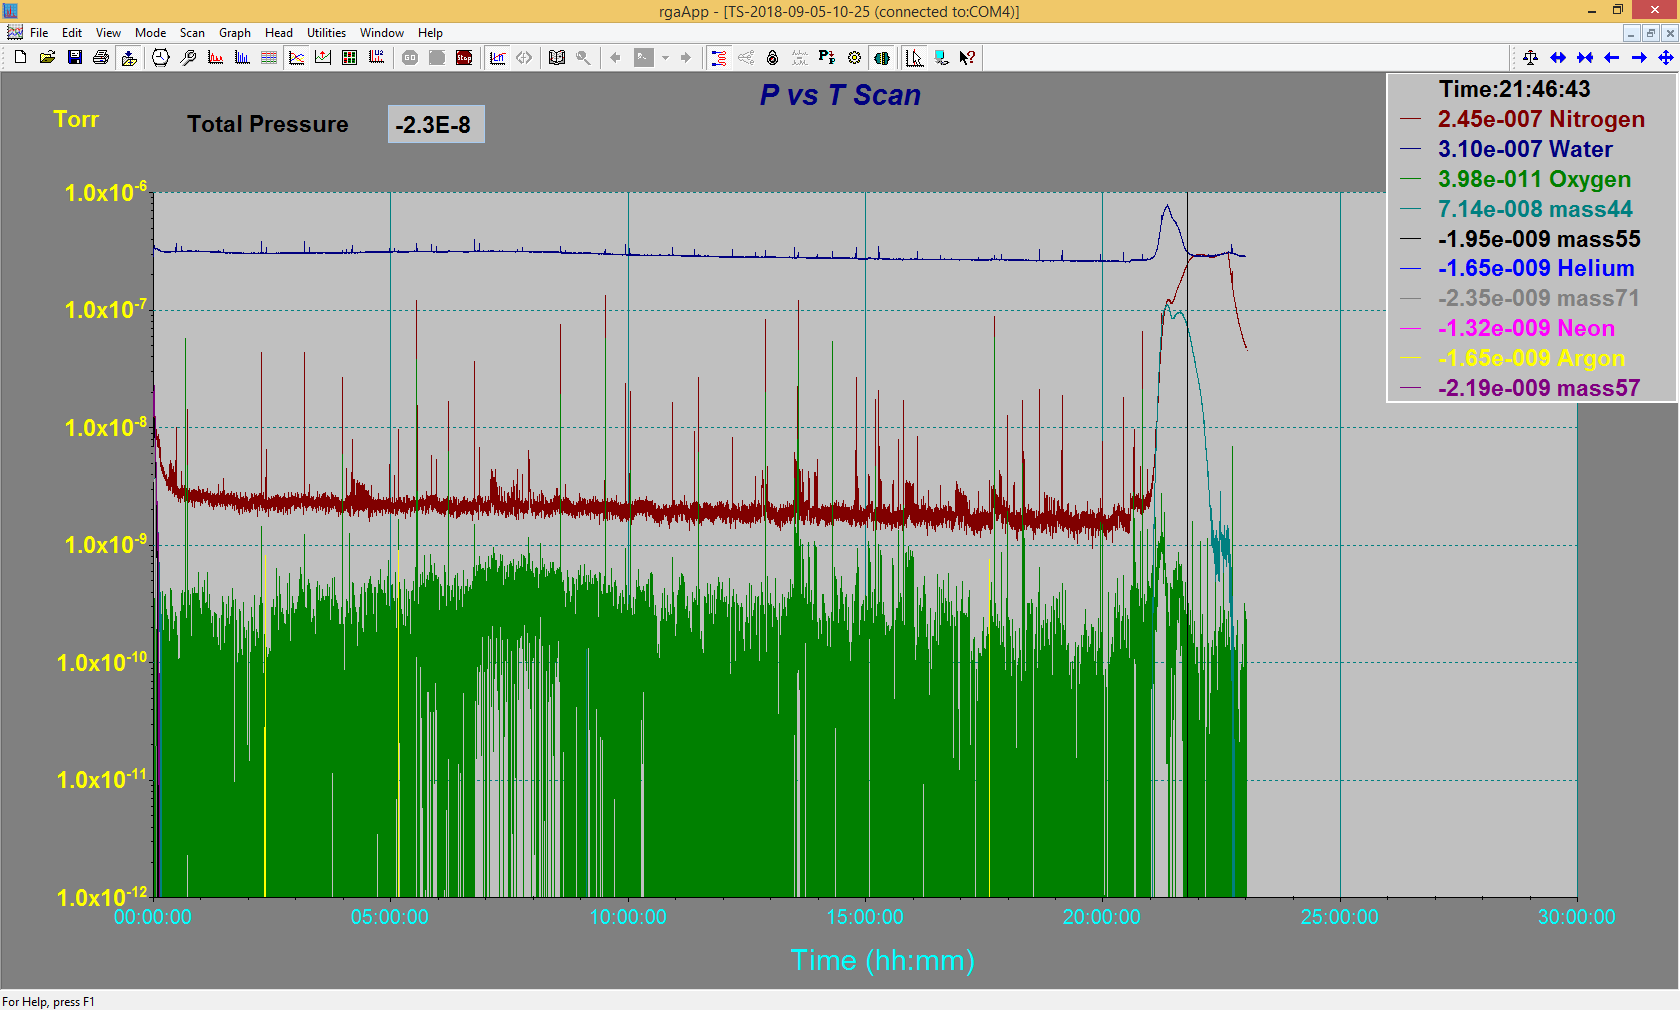 rgaApp - [TS-2018-09-05-10-25 (connected to:COM4)]
File Edit View Mode Scan Graph Head Utilities Window Help
GO Stop
P vs T Scan
Torr
Total Pressure -2.3E-8
Time:21:46:43
2.45e-007 Nitrogen
3.10e-007 Water
3.98e-011 Oxygen
7.14e-008 mass44
-1.95e-009 mass55
-1.65e-009 Helium
-2.35e-009 mass71
-1.32e-009 Neon
-1.65e-009 Argon
-2.19e-009 mass57
1.0x10-6
1.0x10-7
1.0x10-8
1.0x10-9
1.0x10-10
1.0x10-11
1.0x10-12
00:00:00 05:00:00 10:00:00 15:00:00 20:00:00 25:00:00 30:00:00
Time (hh:mm)
For Help, press F1